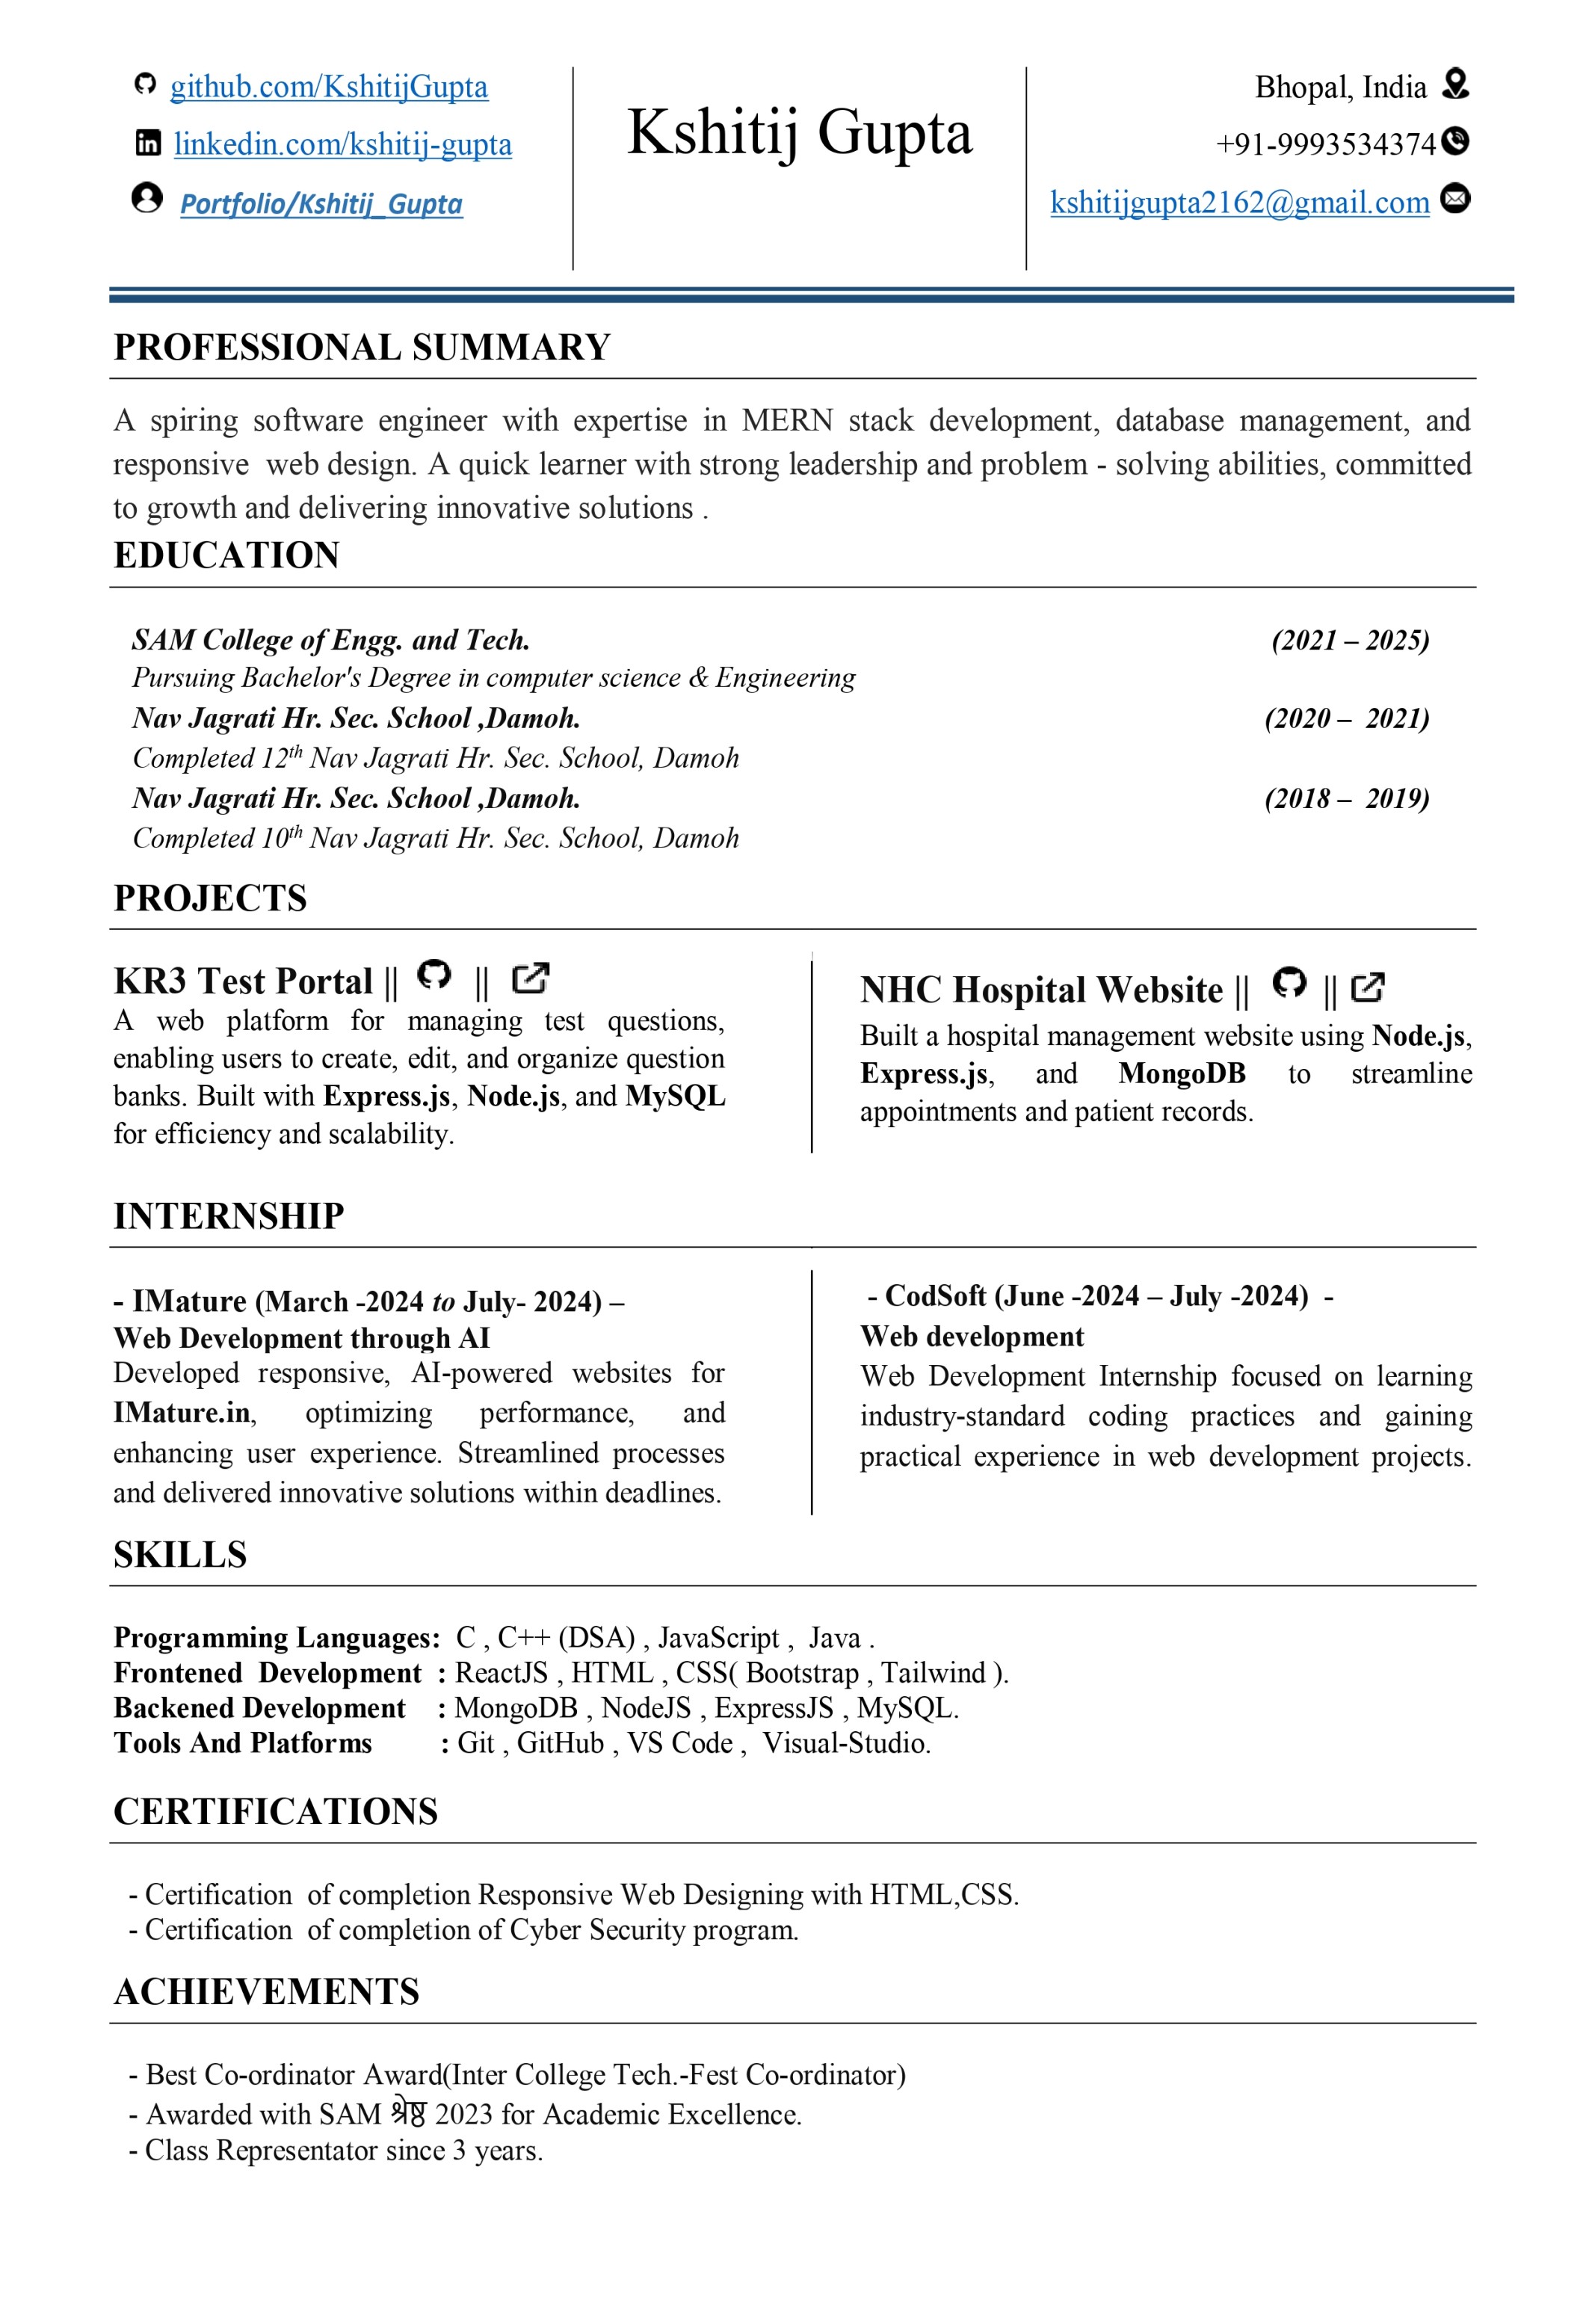 github.com/KshitijGupta
linkedin.com/kshitij-gupta
Portfolio/Kshitij_Gupta
Kshitij Gupta
Bhopal, India
+91-9993534374
kshitijgupta2162@gmail.com
PROFESSIONAL SUMMARY
A spiring software engineer with expertise in MERN stack development, database management, and
responsive web design. A quick learner with strong leadership and problem - solving abilities, committed
to growth and delivering innovative solutions .
EDUCATION
SAM College of Engg. and Tech. (2021 – 2025)
Pursuing Bachelor's Degree in computer science & Engineering
Nav Jagrati Hr. Sec. School ,Damoh. (2020 – 2021)
Completed 12th Nav Jagrati Hr. Sec. School, Damoh
Nav Jagrati Hr. Sec. School ,Damoh. (2018 – 2019)
Completed 10th Nav Jagrati Hr. Sec. School, Damoh
PROJECTS
KR3 Test Portal || ||
A web platform for managing test questions,
enabling users to create, edit, and organize question
banks. Built with Express.js, Node.js, and MySQL
for efficiency and scalability.
NHC Hospital Website || ||
Built a hospital management website using Node.js,
Express.js, and MongoDB to streamline
appointments and patient records.
INTERNSHIP
- IMature (March -2024 to July- 2024) –
Web Development through AI
Developed responsive, AI-powered websites for
IMature.in, optimizing performance, and
enhancing user experience. Streamlined processes
and delivered innovative solutions within deadlines.
- CodSoft (June -2024 – July -2024) -
Web development
Web Development Internship focused on learning
industry-standard coding practices and gaining
practical experience in web development projects.
SKILLS
Programming Languages: C , C++ (DSA) , JavaScript , Java .
Frontened Development : ReactJS , HTML , CSS( Bootstrap , Tailwind ).
Backened Development : MongoDB , NodeJS , ExpressJS , MySQL.
Tools And Platforms : Git , GitHub , VS Code , Visual-Studio.
CERTIFICATIONS
- Certification of completion Responsive Web Designing with HTML,CSS.
- Certification of completion of Cyber Security program.
ACHIEVEMENTS
- Best Co-ordinator Award(Inter College Tech.-Fest Co-ordinator)
- Awarded with SAM श्रेष्ठ 2023 for Academic Excellence.
- Class Representator since 3 years.